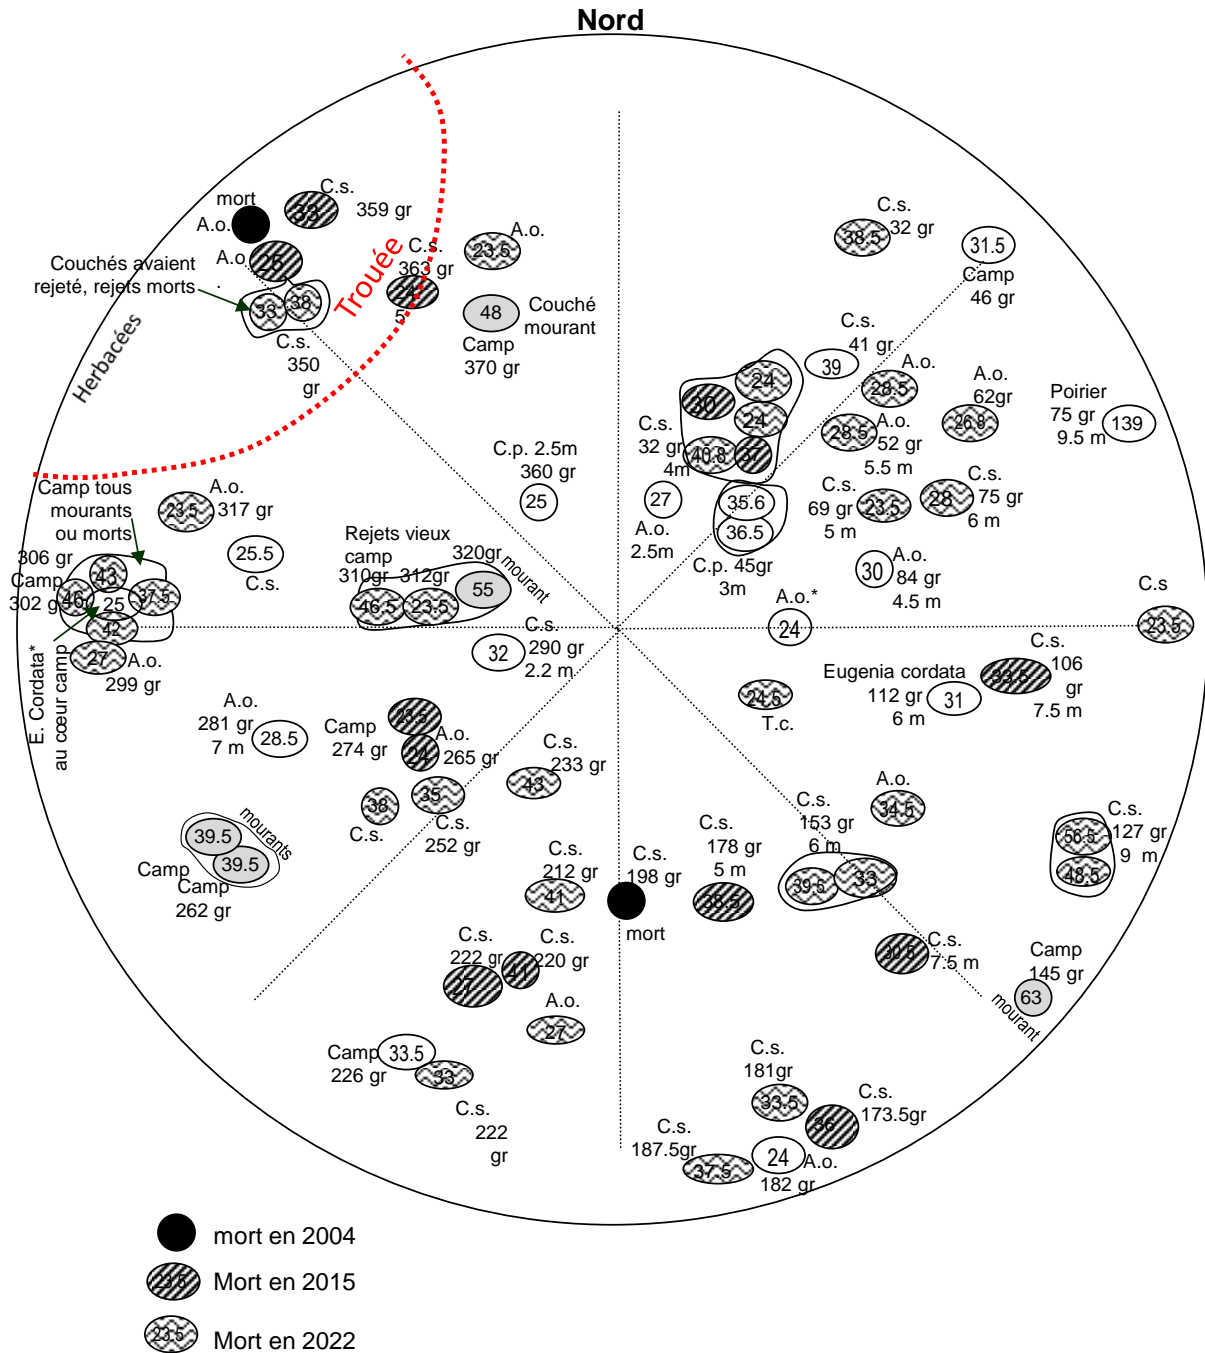 Nord
mort
C.s.
33
359 gr
A.o.
A.o
.
26
Couchés avaient
rejeté, rejets morts
33
38
C.s.
350
gr
Trouée
Herbacées
C.s.
363 gr
24
5
A.o.
23.5
48
Couché
mourant
Camp
370 gr
C.s.
32 gr
38.5
31.5
Camp
46 gr
C.s.
41 gr
39
A.o.
28.5
A.o.
62gr
26.8
Poirier
75 gr
9.5 m
139
24
30
24
40.8
37
C.s.
32 gr
4m
28.5
A.o.
52 gr
5.5 m
C.s.
69 gr
5 m
23.5
28
C.s.
75 gr
6 m
C.p. 2.5m
360 gr
25
27
A.o.
2.5m
35.6
36.5
C.p. 45gr
3m
30
A.o.
84 gr
4.5 m
Camp tous
mourants
ou morts
A.o.
317 gr
23.5
25.5
C.s.
306 gr
Camp
302 gr
43
46
25
37.5
42
27
A.o.
299 gr
E. Cordata*
au cœur camp
Rejets vieux
camp
310gr
312gr
320gr
mourant
46.5
23.5
55
C.s.
290 gr
2.2 m
32
A.o.*
24
C.s
23.5
Eugenia cordata
112 gr
6 m
31
C.s.
106
gr
7.5 m
33.5
24.5
T.c.
A.o.
281 gr
7 m
28.5
Camp
274 gr
23.5
24
A.o.
265 gr
38
C.s.
35
C.s.
252 gr
C.s.
233 gr
43
mourants
39.5
39.5
Camp
Camp
262 gr
C.s.
212 gr
41
C.s.
198 gr
mort
C.s.
178 gr
5 m
38.5
C.s.
153 gr
6 m
39.5
33
A.o.
34.5
C.s.
127 gr
9 m
56.5
48.5
C.s.
7.5 m
30.5
Camp
145 gr
63
mourant
C.s.
222 gr
27
C.s.
220 gr
41
A.o.
27
Camp
226 gr
33.5
33
C.s.
222
gr
C.s.
181gr
33.5
36
C.s.
173.5gr
C.s.
187.5gr
37.5
24
A.o.
182 gr
mort en 2004
23.5
Mort en 2015
23.5
Mort en 2022